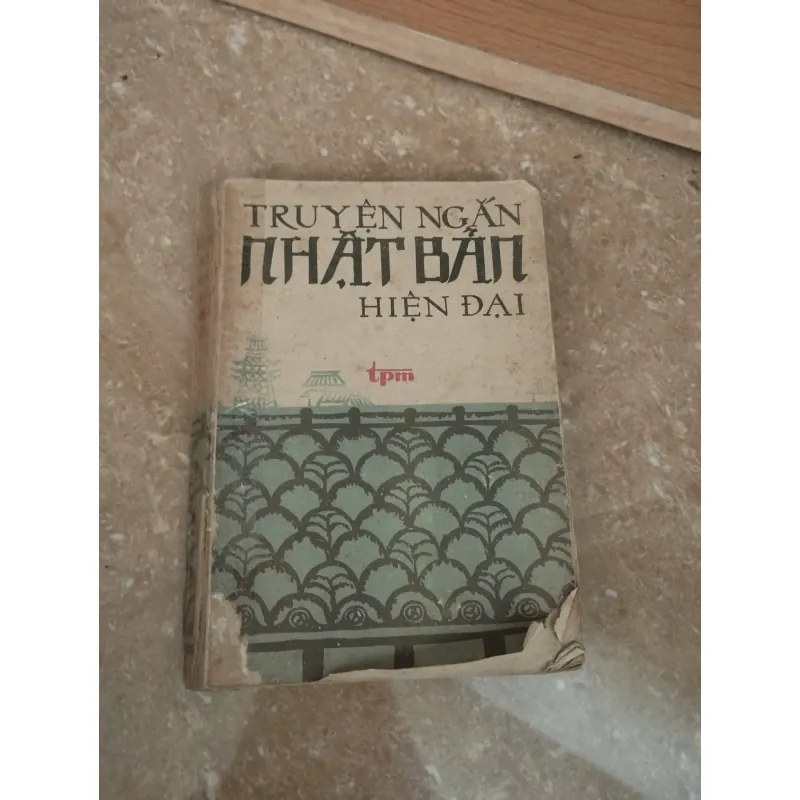 TRUYỆN NGẮN
NHẬT BẢN
HIỆN ĐẠI
tpm